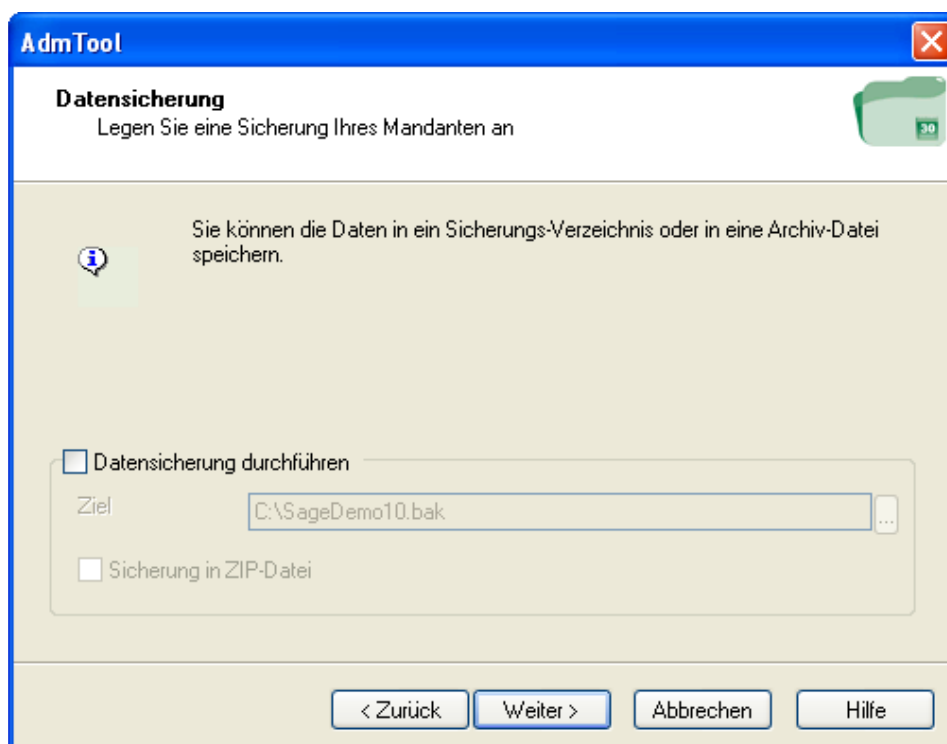 AdmTool
Datensicherung
Legen Sie eine Sicherung Ihres Mandanten an
30
Sie können die Daten in ein Sicherungs-Verzeichnis oder in eine Archiv-Datei
speichern.
Datensicherung durchführen
Ziel
C:\SageDemo10.bak
...
Sicherung in ZIP-Datei
< Zurück
Weiter >
Abbrechen
Hilfe